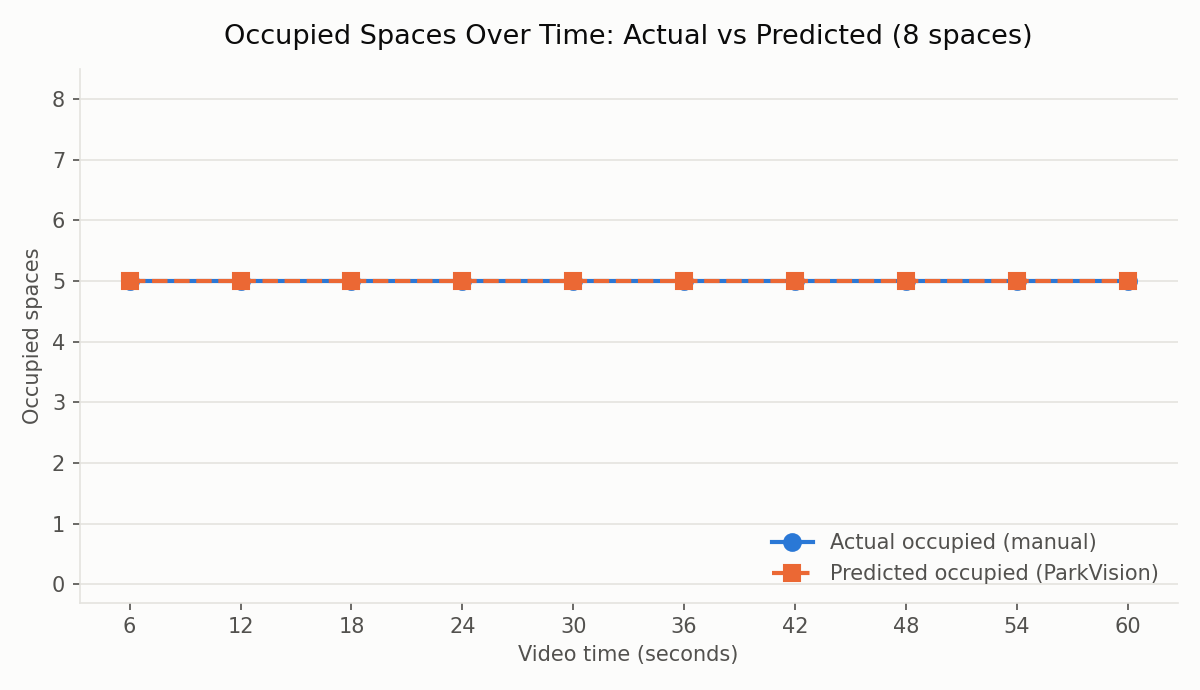 Occupied Spaces Over Time: Actual vs Predicted (8 spaces)
Occupied spaces
8
7
6
5
4
3
2
1
0
Actual occupied (manual)
Predicted occupied (ParkVision)
6 12 18 24 30 36 42 48 54 60
Video time (seconds)